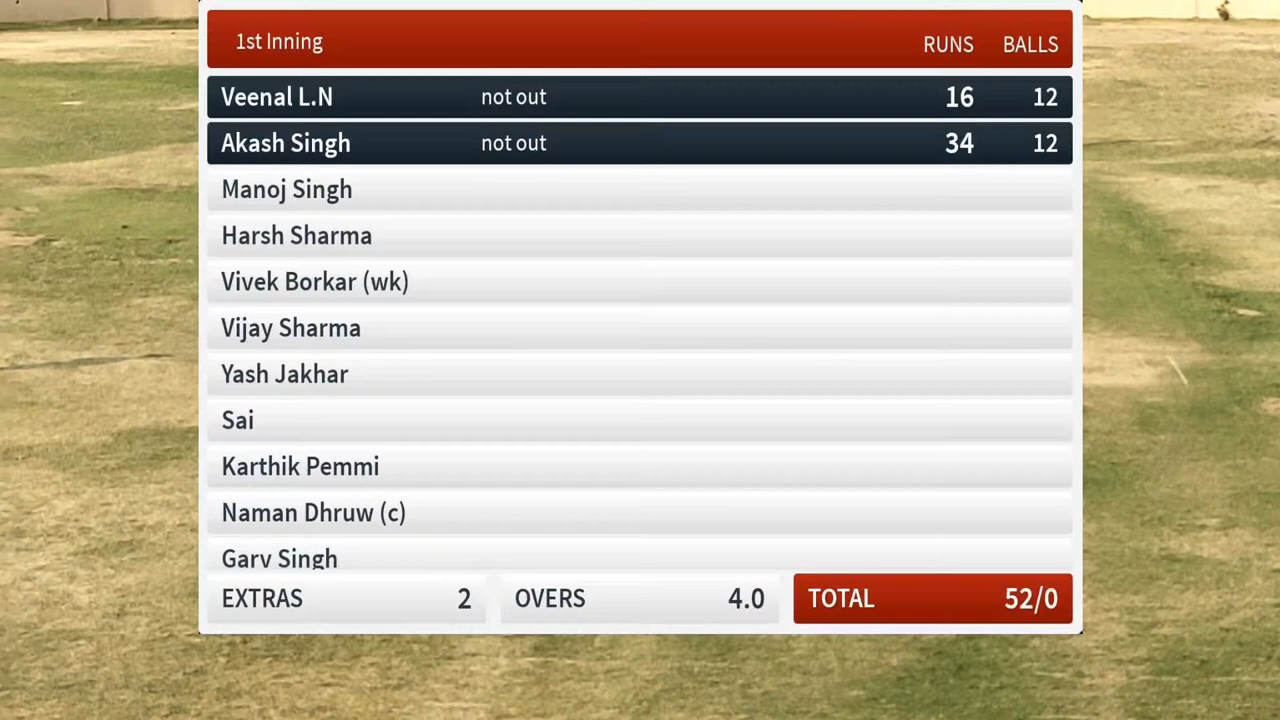 1st Inning RUNS BALLS
Veenal L.N not out 16 12
Akash Singh not out 34 12
Manoj Singh
Harsh Sharma
Vivek Borkar (wk)
Vijay Sharma
Yash Jakhar
Sai
Karthik Pemmi
Naman Dhruw (c)
Garv Singh
EXTRAS 2 OVERS 4.0 TOTAL 52/0